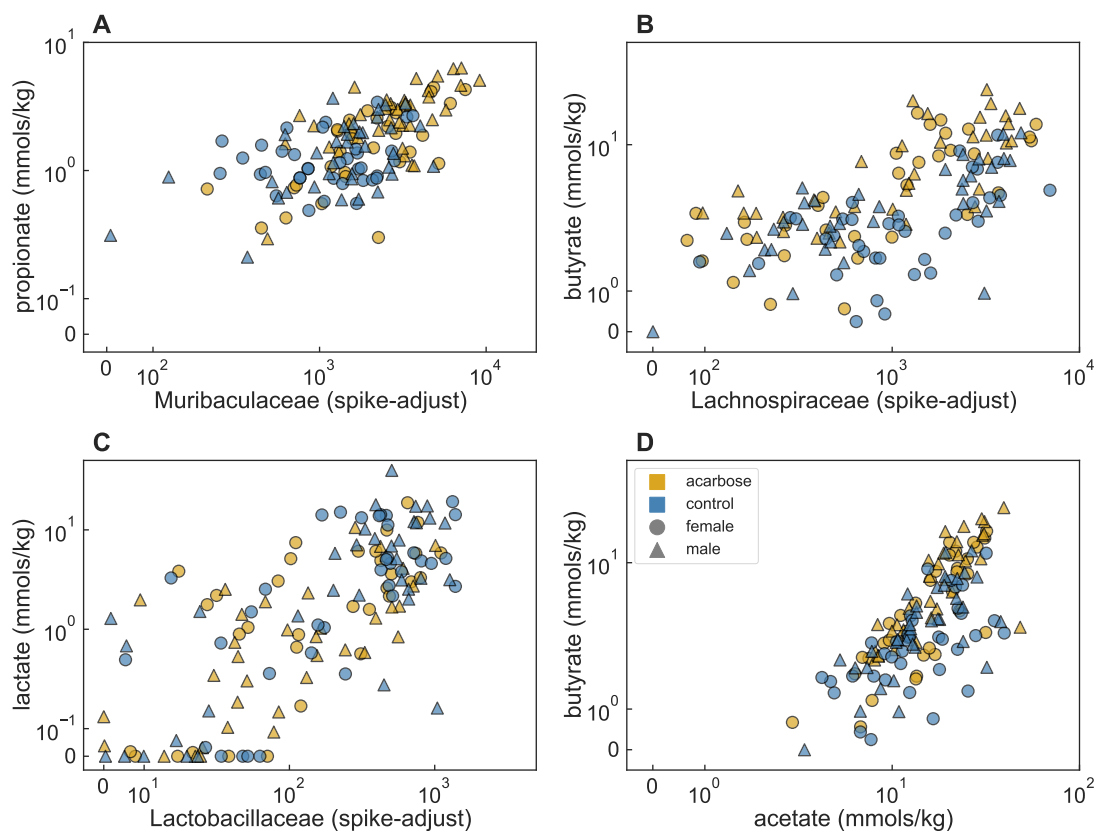 A
B
10^1
10^0
10^-1
0
propionate (mmols/kg)
0
10^2
10^3
10^4
Muribaculaceae (spike-adjust)
10^1
10^0
0
butyrate (mmols/kg)
0
10^2
10^3
10^4
Lachnospiraceae (spike-adjust)
C
D
10^1
10^0
10^-1
0
lactate (mmols/kg)
0
10^1
10^2
10^3
Lactobacillaceae (spike-adjust)
acarbose
control
female
male
10^1
10^0
0
butyrate (mmols/kg)
0
10^0
10^1
10^2
acetate (mmols/kg)